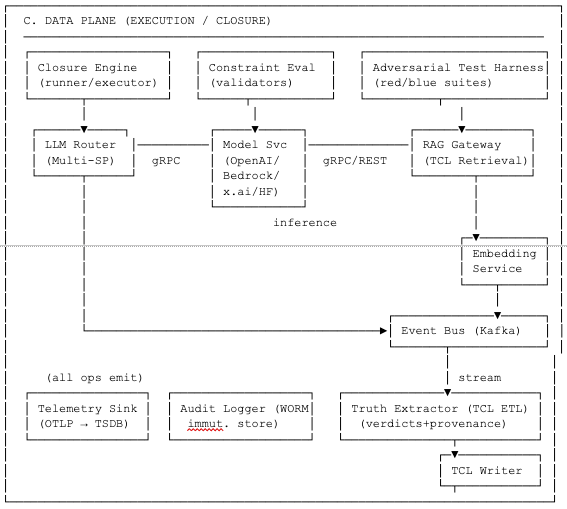 C. DATA PLANE (EXECUTION / CLOSURE)
Closure Engine
(runner/executor)
Constraint Eval
(validators)
Adversarial Test Harness
(red/blue suites)
LLM Router
(Multi-SP)
gRPC
Model Svc
(OpenAI/
Bedrock/
x.ai/HF)
gRPC/REST
RAG Gateway
(TCL Retrieval)
inference
Embedding
Service
Event Bus (Kafka)
(all ops emit)
stream
Telemetry Sink
(OTLP → TSDB)
Audit Logger (WORM
immut. store)
Truth Extractor (TCL ETL)
(verdicts+provenance)
TCL Writer